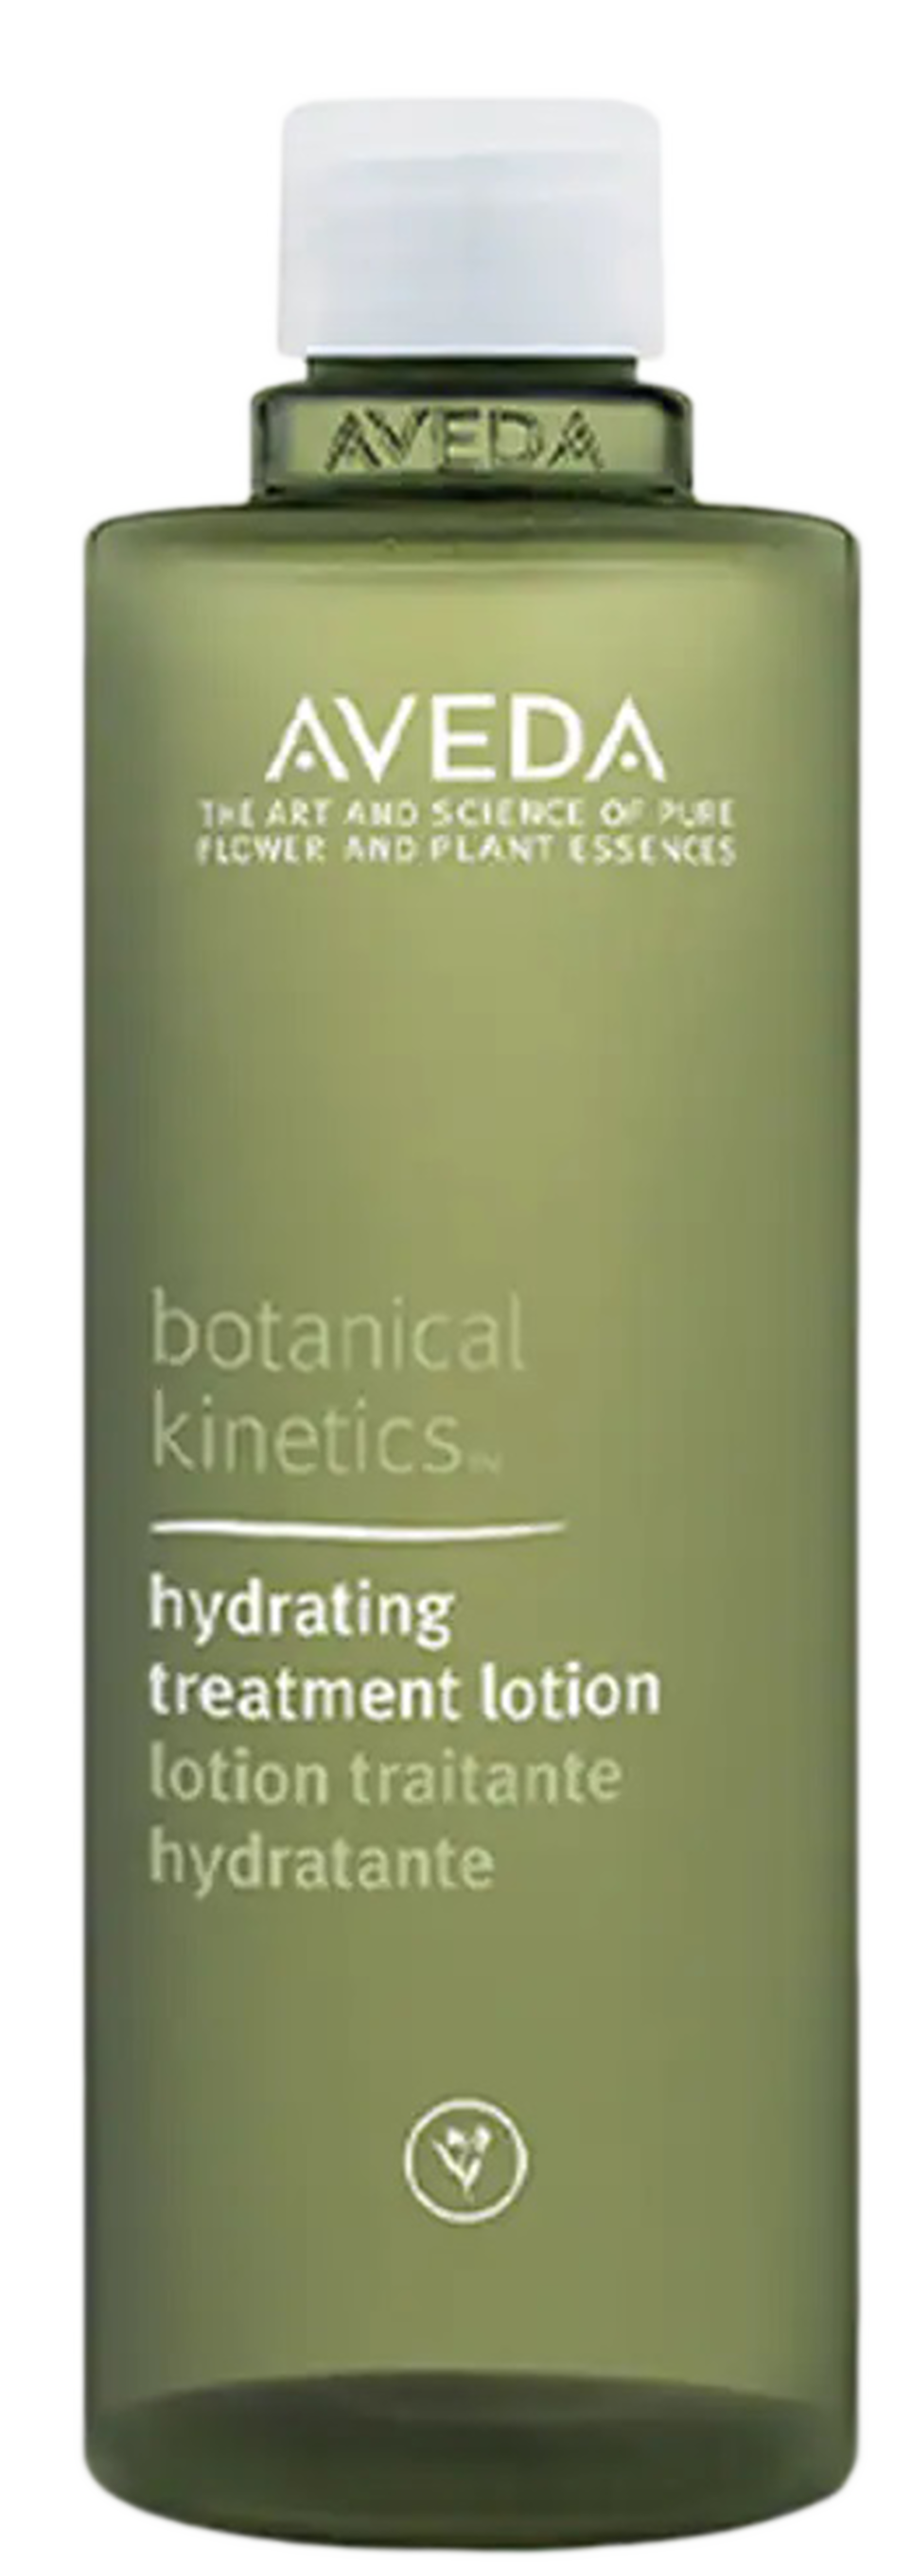 AVEDA
AVEDA
THE ART AND SCIENCE OF PURE
FLOWER AND PLANT ESSENCES
botanical
kinetics™
hydrating
treatment lotion
lotion traitante
hydratante